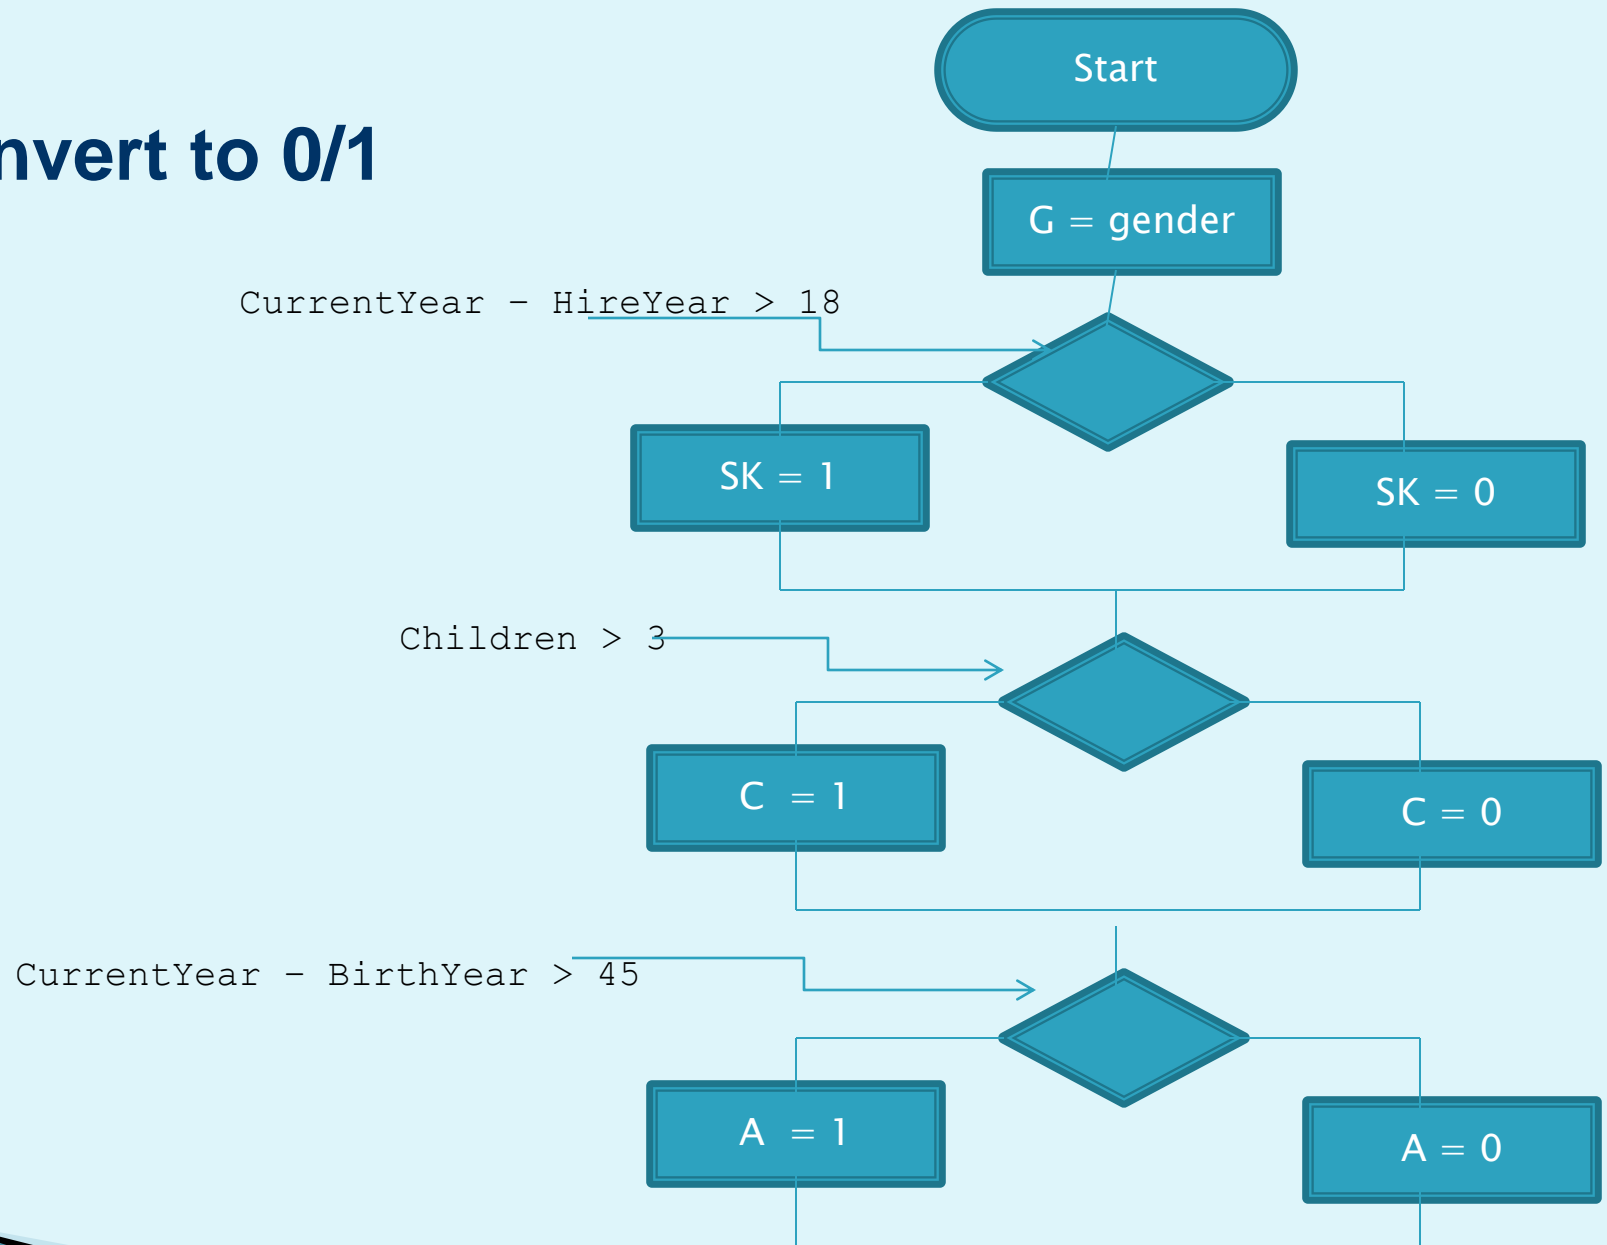 Start
nvert to 0/1
G = gender
CurrentYear – HireYear > 18
SK = 1
SK = 0
Children > 3
C = 1
C = 0
CurrentYear – BirthYear > 45
A = 1
A = 0